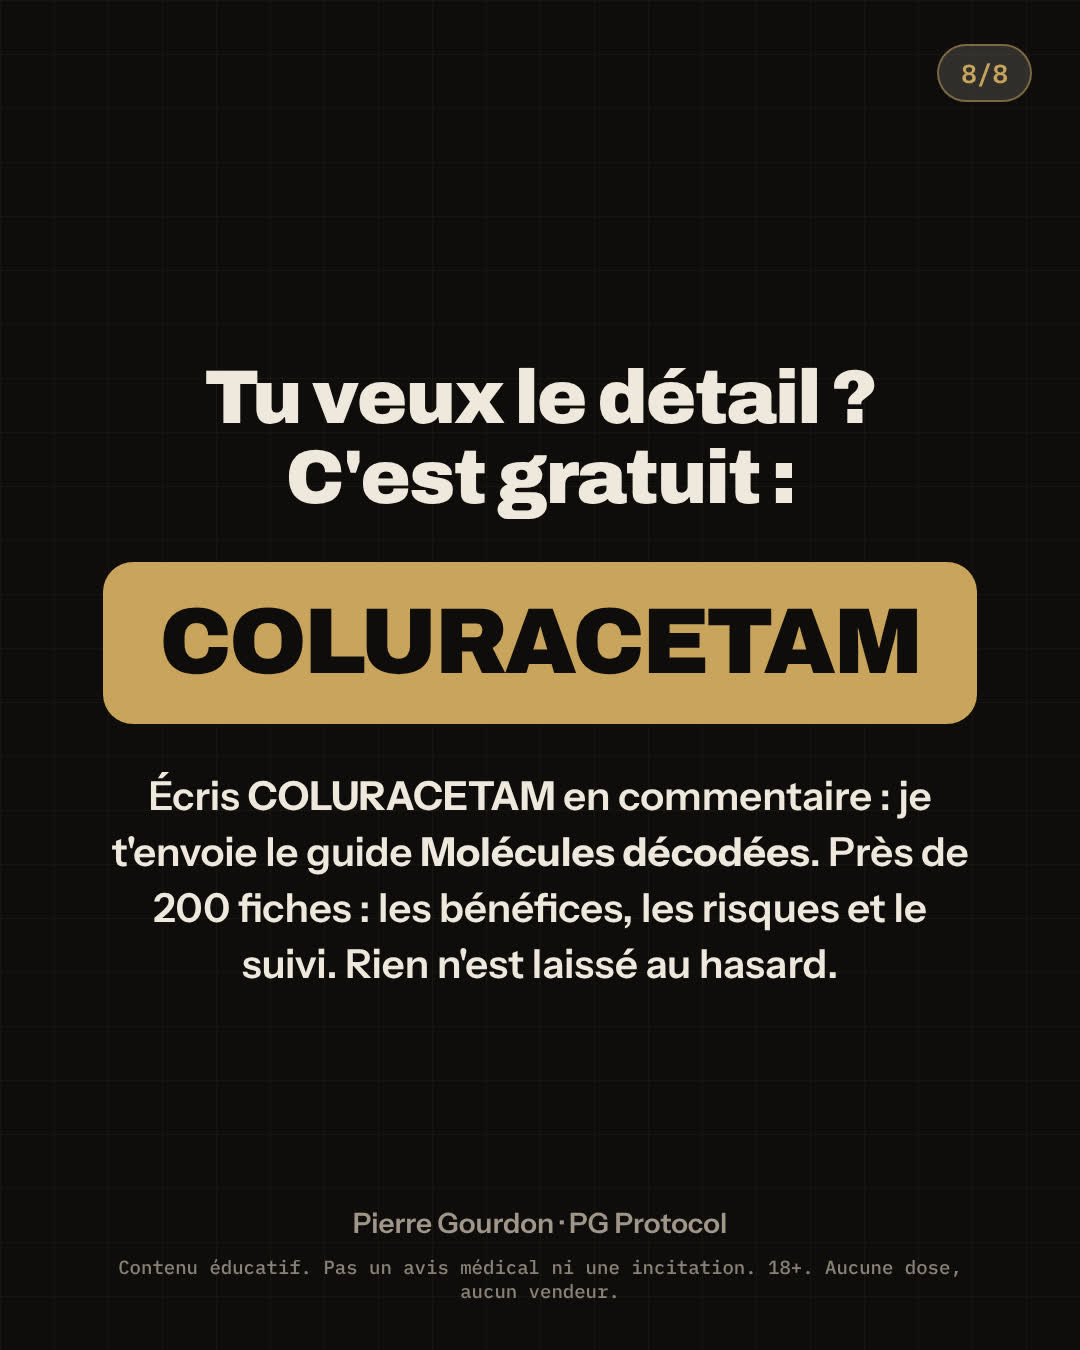 8/8
Tu veux le détail ?
C'est gratuit :
COLURACETAM
Écris COLURACETAM en commentaire : je
t'envoie le guide Molécules décodées. Près de
200 fiches : les bénéfices, les risques et le
suivi. Rien n'est laissé au hasard.
Pierre Gourdon · PG Protocol
Contenu éducatif. Pas un avis médical ni une incitation. 18+. Aucune dose,
aucun vendeur.